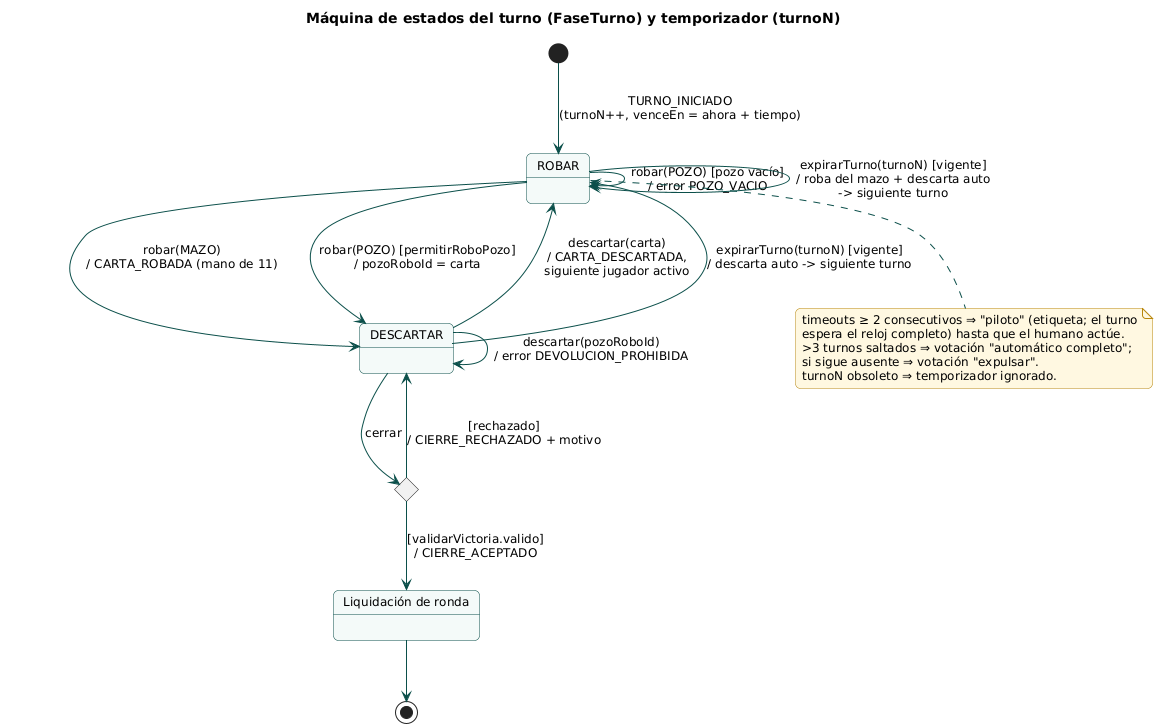 Máquina de estados del turno (FaseTurno) y temporizador (turnoN)
TURNO_INICIADO
(turnoN++, venceEn = ahora + tiempo)
ROBAR
robar(POZO) [pozo vacío]
/ error POZO_VACIO
expirarTurno(turnoN) [vigente]
/ roba del mazo + descarta auto
-> siguiente turno
robar(MAZO)
/ CARTA_ROBADA (mano de 11)
robar(POZO) [permitirRoboPozo]
/ pozoRoboId = carta
descartar(carta)
/ CARTA_DESCARTADA,
siguiente jugador activo
expirarTurno(turnoN) [vigente]
/ descarta auto -> siguiente turno
timeouts ≥ 2 consecutivos ⇒ "piloto" (etiqueta; el turno
espera el reloj completo) hasta que el humano actúe.
>3 turnos saltados ⇒ votación "automático completo";
si sigue ausente ⇒ votación "expulsar".
turnoN obsoleto ⇒ temporizador ignorado.
DESCARTAR
descartar(pozoRoboId)
/ error DEVOLUCION_PROHIBIDA
cerrar
[rechazado]
/ CIERRE_RECHAZADO + motivo
[validarVictoria.valido]
/ CIERRE_ACEPTADO
Liquidación de ronda